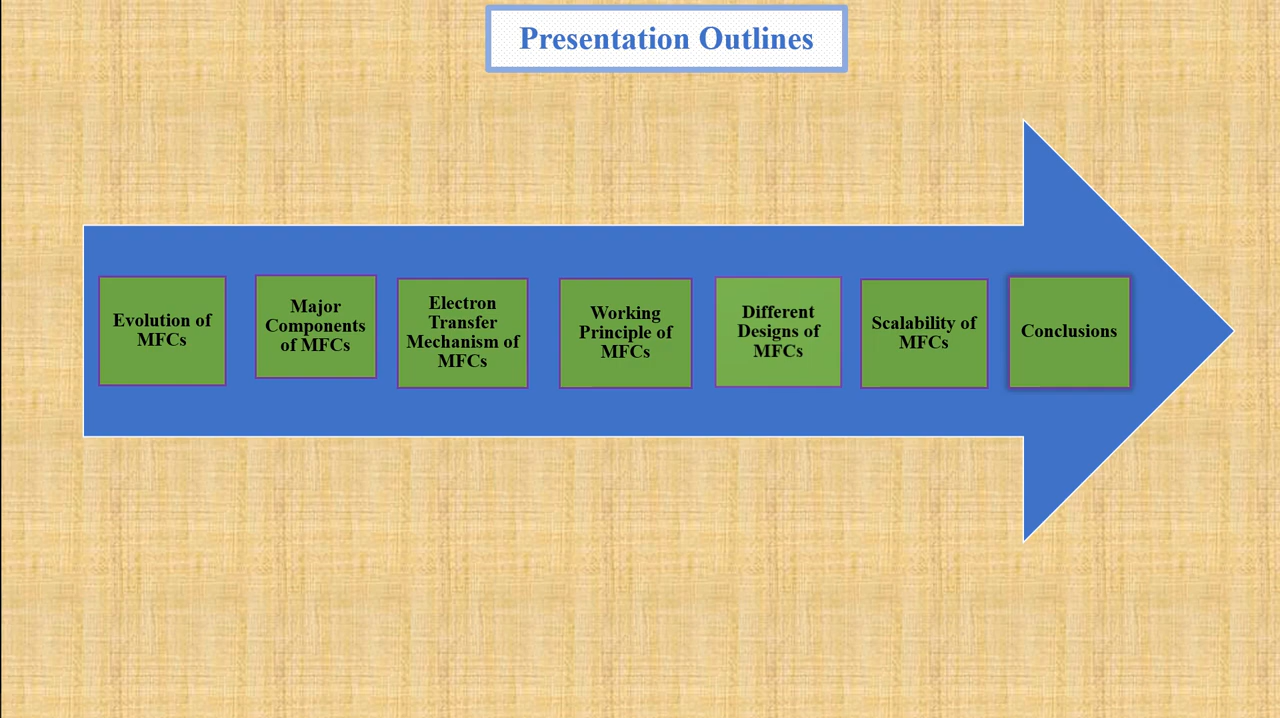 Presentation Outlines
Evolution of
MFCs
Major
Components
of MFCs
Electron
Transfer
Mechanism of
MFCs
Working
Principle of
MFCs
Different
Designs of
MFCs
Scalability of
MFCs
Conclusions